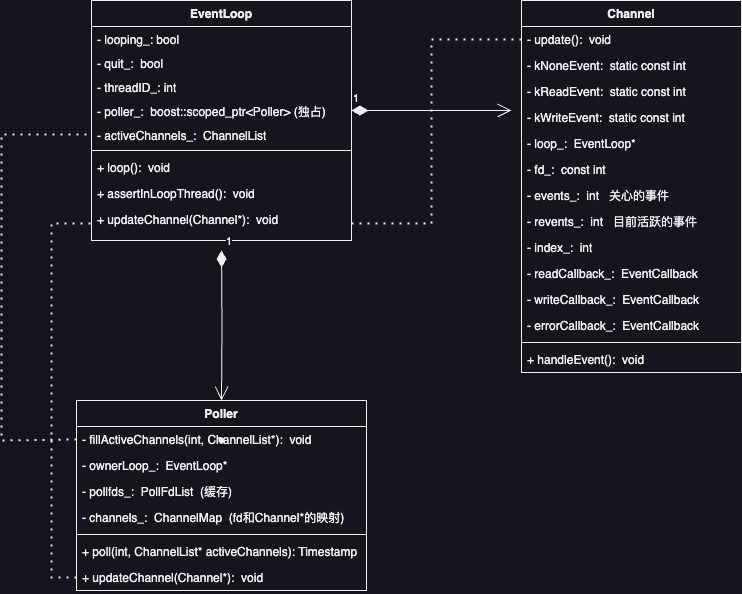 EventLoop
- looping_: bool
- quit_: bool
- threadID_: int
- poller_: boost::scoped_ptr<Poller> (独占)
- activeChannels_: ChannelList
+ loop(): void
+ assertInLoopThread(): void
+ updateChannel(Channel*): void
1
1
Channel
- update(): void
- kNoneEvent: static const int
- kReadEvent: static const int
- kWriteEvent: static const int
- loop_: EventLoop*
- fd_: const int
- events_: int 关心的事件
- revents_: int 目前活跃的事件
- index_: int
- readCallback_: EventCallback
- writeCallback_: EventCallback
- errorCallback_: EventCallback
+ handleEvent(): void
Poller
- fillActiveChannels(int, ChannelList*): void
- ownerLoop_: EventLoop*
- pollfds_: PollFdList (缓存)
- channels_: ChannelMap (fd和Channel*的映射)
+ poll(int, ChannelList* activeChannels): Timestamp
+ updateChannel(Channel*): void